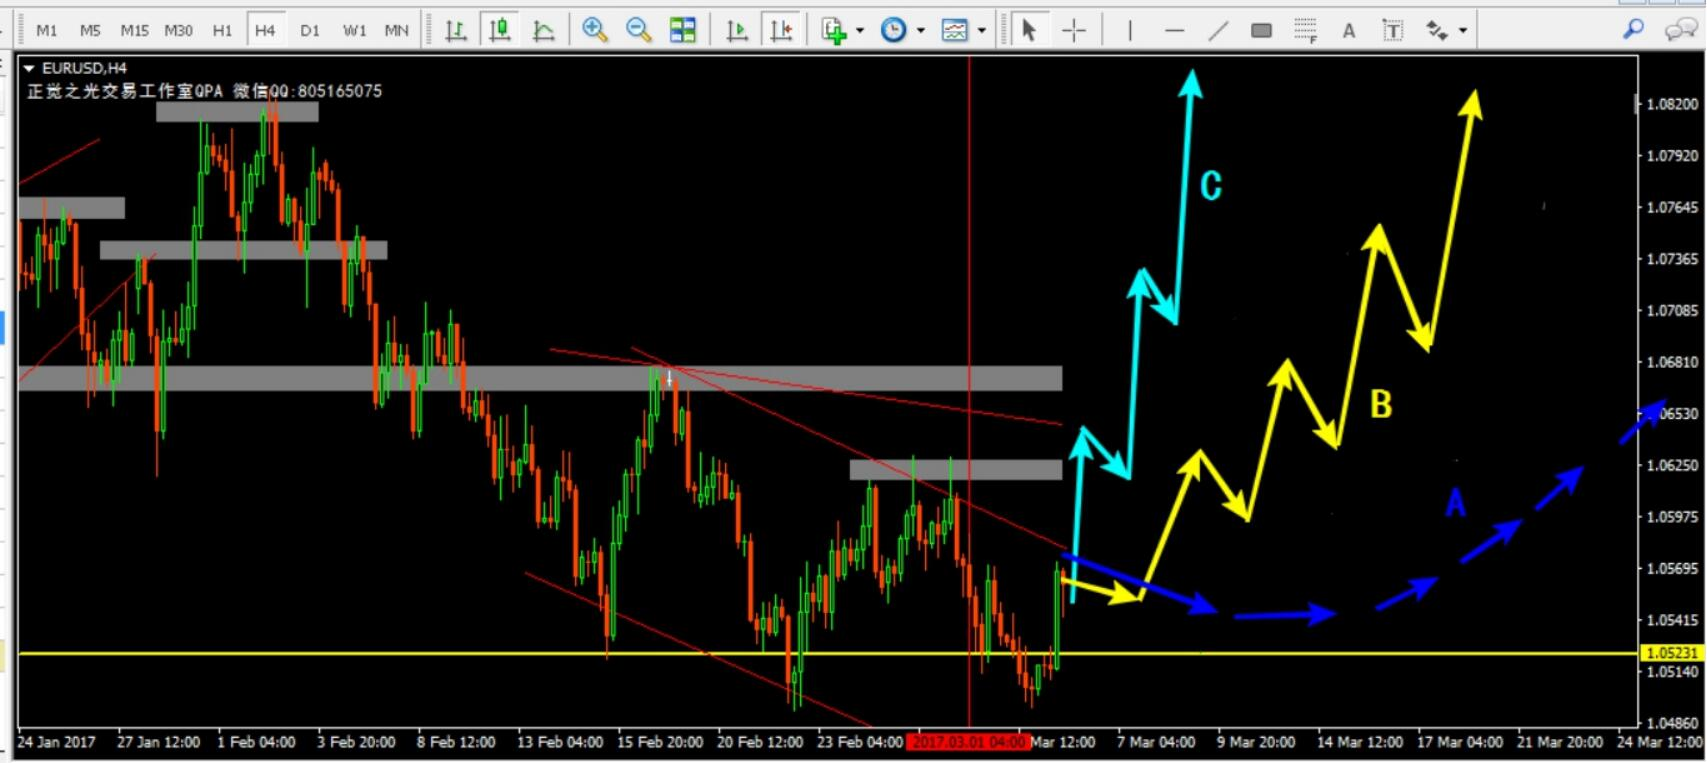 M1 M5 M15 M30 H1 H4 D1 W1 MN F A T
EURUSD,H4
正觉之光交易工作室QPA 微信QQ:805165075
1.08200
1.07920
C
1.07645
1.07365
1.07085
1.06810
B
1.06530
1.06250
A
1.05975
1.05695
1.05415
1.05231
1.05140
1.04860
24 Jan 2017 27 Jan 12:00 1 Feb 04:00 3 Feb 20:00 8 Feb 12:00 13 Feb 04:00 15 Feb 20:00 20 Feb 12:00 23 Feb 04:00 2017.03.01 04:00 Mar 12:00 7 Mar 04:00 9 Mar 20:00 14 Mar 12:00 17 Mar 04:00 21 Mar 20:00 24 Mar 12:00